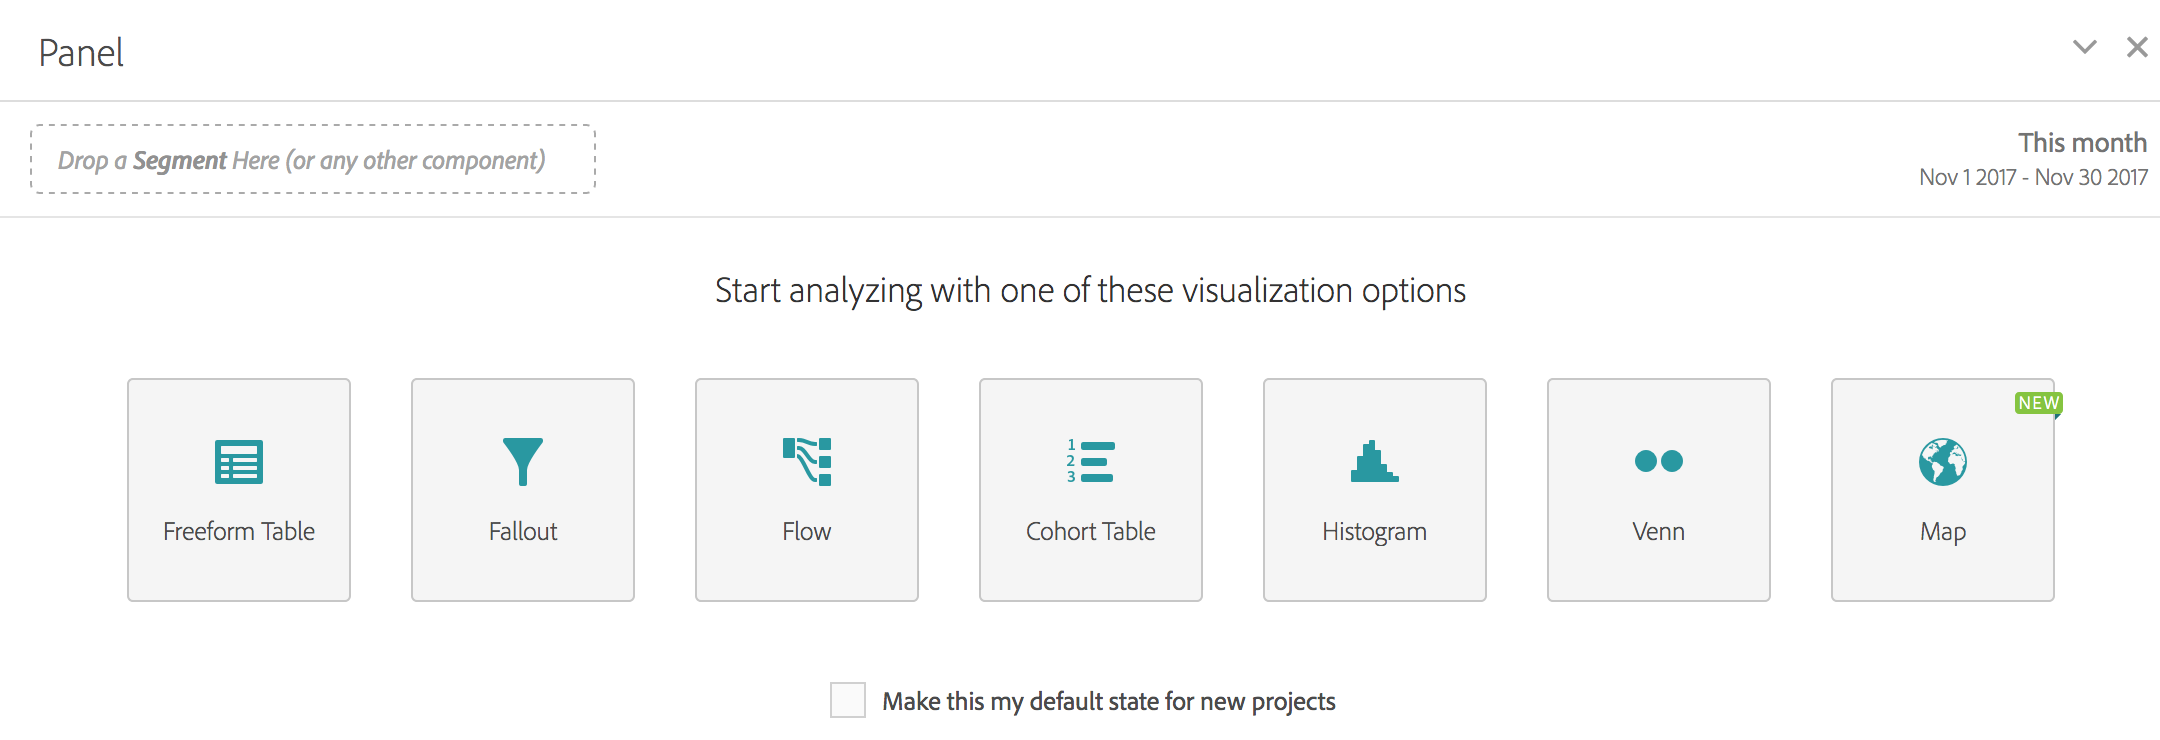 Panel
Drop a Segment Here (or any other component)
This month
Nov 1 2017 - Nov 30 2017
Start analyzing with one of these visualization options
NEW
1
2
3
Freeform Table
Fallout
Flow
Cohort Table
Histogram
Venn
Map
Make this my default state for new projects